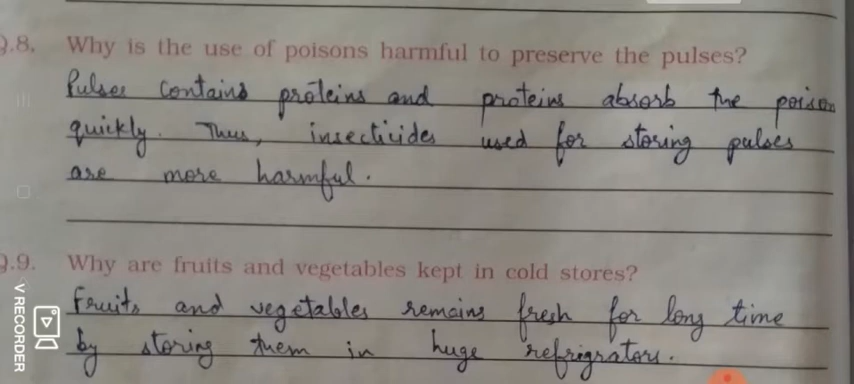 Q.8. Why is the use of poisons harmful to preserve the pulses?
Pulses contains proteins and proteins absorb the poison
quickly. Thus, insecticides used for storing pulses
are more harmful.
Q.9. Why are fruits and vegetables kept in cold stores?
Fruits and vegetables remains fresh for long time
by storing them in huge refrigrators.
V RECORDER